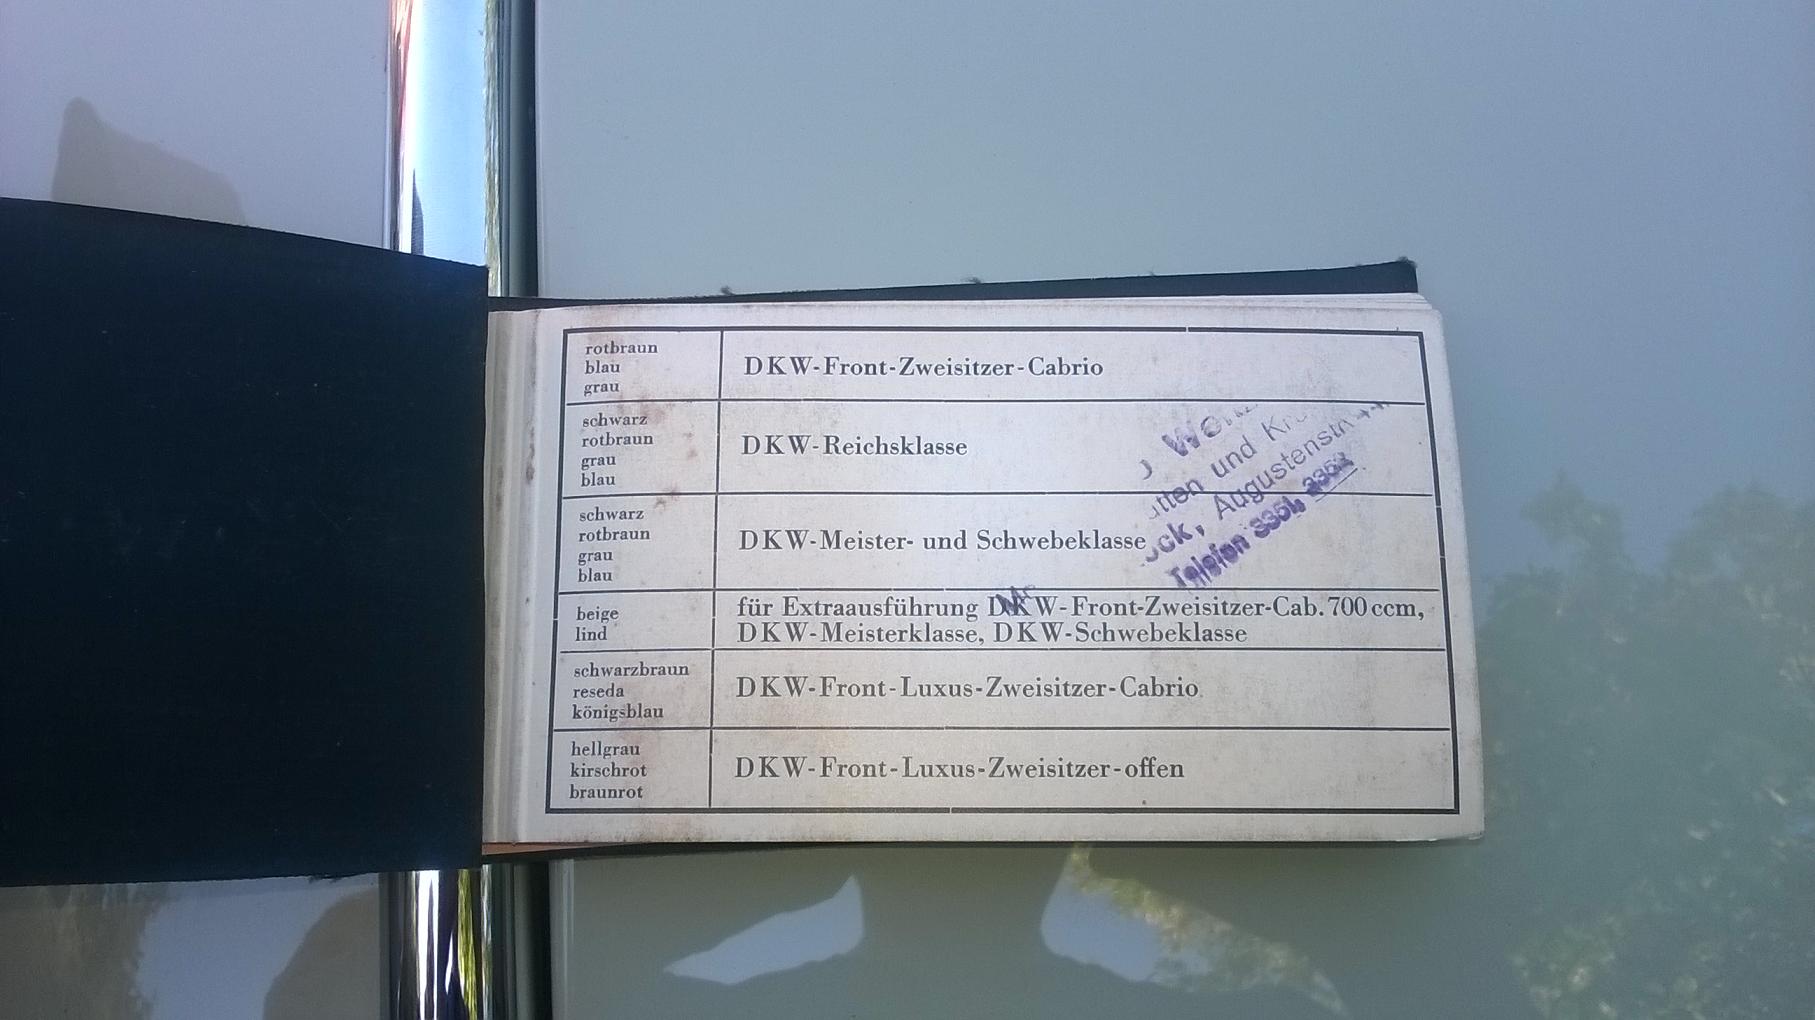 rotbraun
blau
grau
DKW-Front-Zweisitzer-Cabrio
schwarz
rotbraun
grau
blau
DKW-Reichsklasse
schwarz
rotbraun
grau
blau
DKW-Meister- und Schwebeklasse
beige
lind
für Extraausführung DKW-Front-Zweisitzer-Cab. 700 ccm,
DKW-Meisterklasse, DKW-Schwebeklasse
schwarzbraun
reseda
königsblau
DKW-Front-Luxus-Zweisitzer-Cabrio
hellgrau
kirschrot
braunrot
DKW-Front-Luxus-Zweisitzer-offen
und
Telefon 3351,